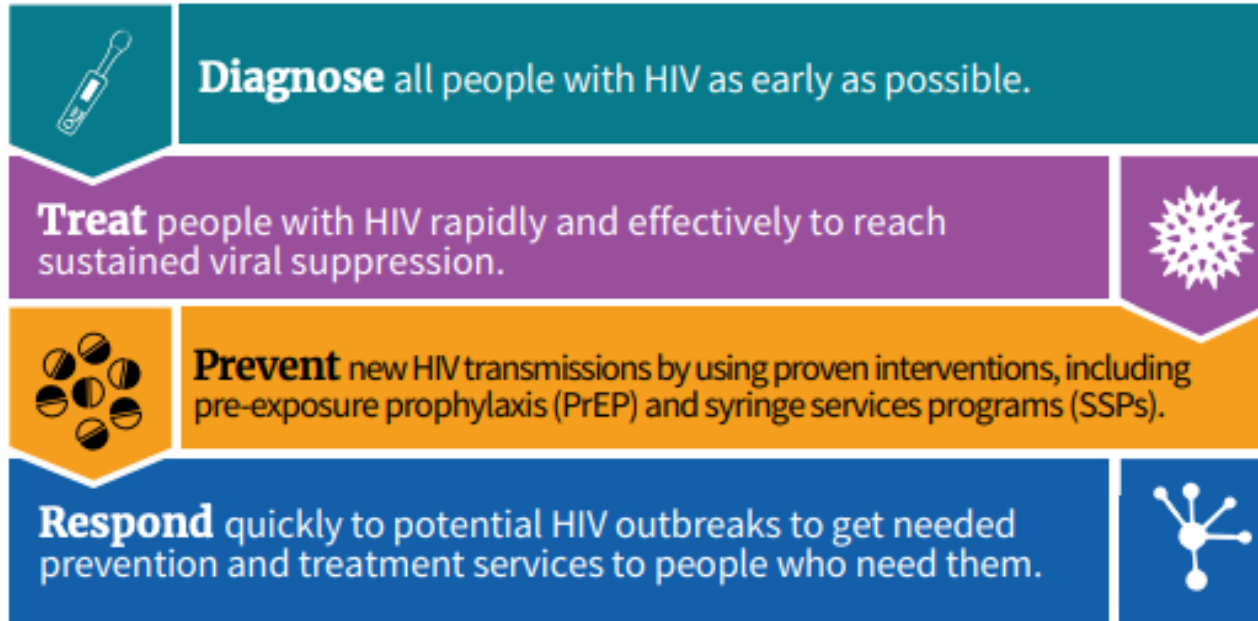 Diagnose all people with HIV as early as possible.
Treat people with HIV rapidly and effectively to reach
sustained viral suppression.
Prevent new HIV transmissions by using proven interventions, including
pre-exposure prophylaxis (PrEP) and syringe services programs (SSPs).
Respond quickly to potential HIV outbreaks to get needed
prevention and treatment services to people who need them.